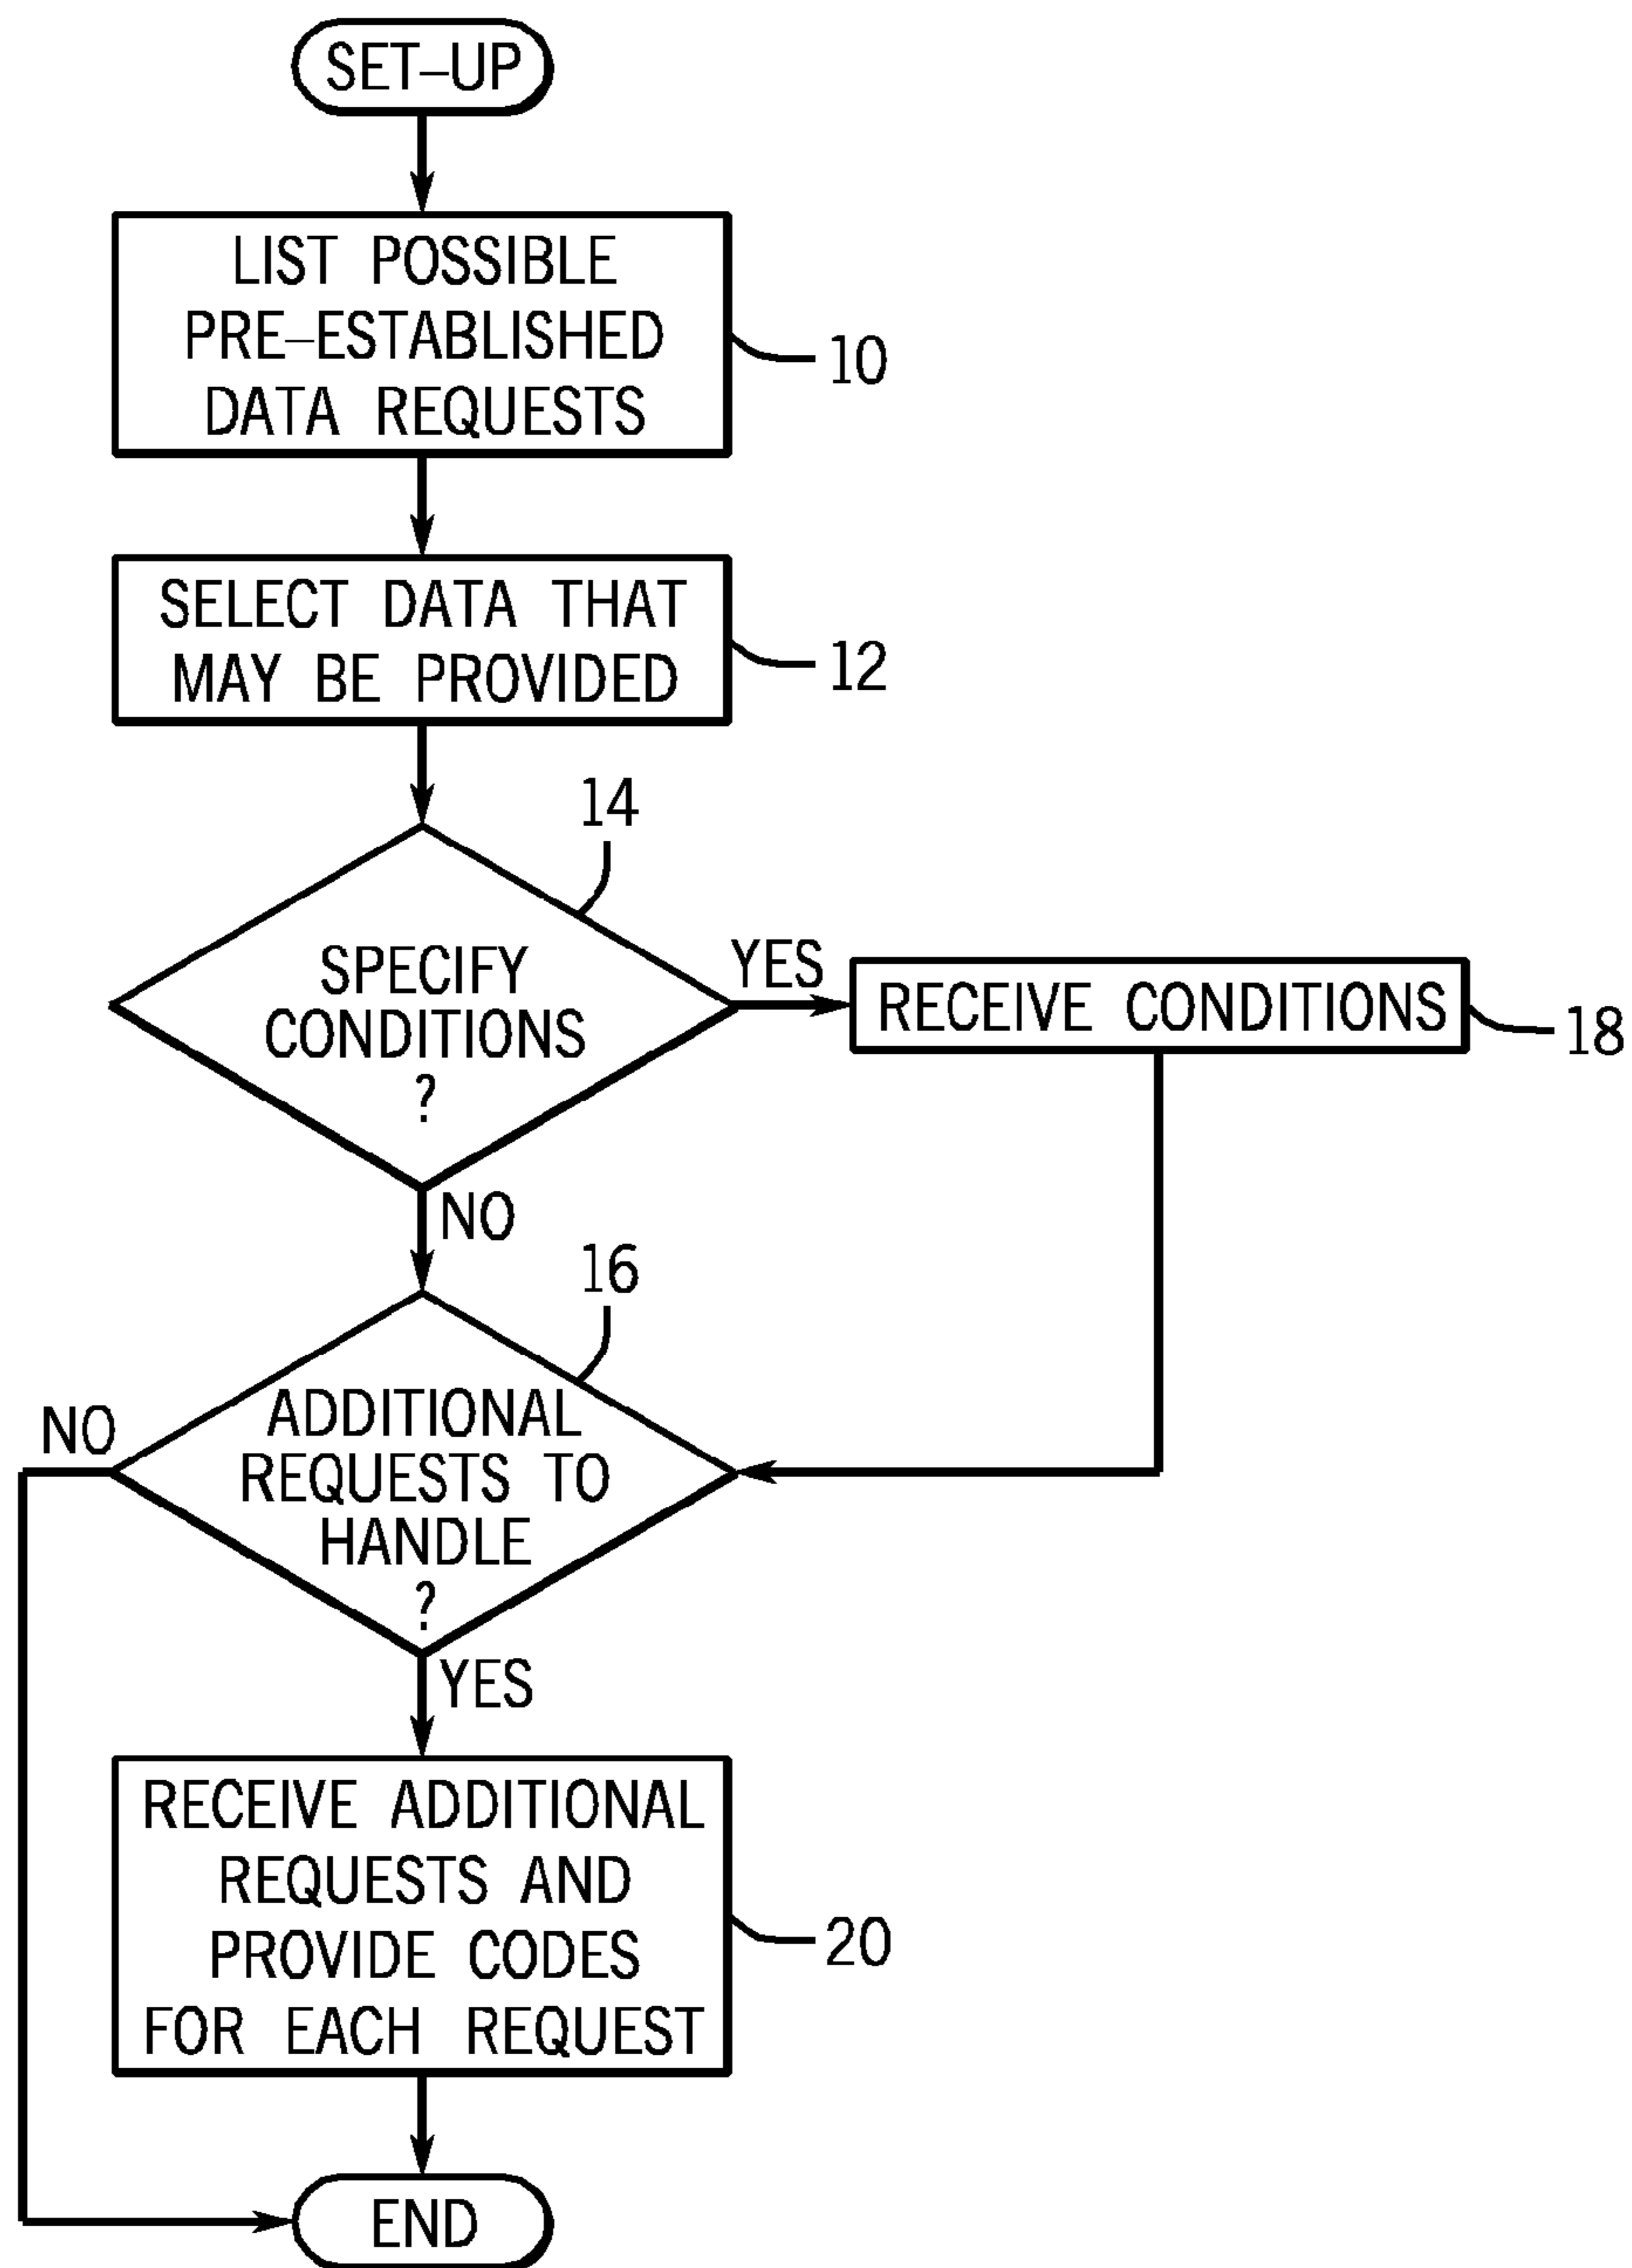 SET-UP
LIST POSSIBLE
PRE-ESTABLISHED
DATA REQUESTS
10
SELECT DATA THAT
MAY BE PROVIDED
12
14
SPECIFY
CONDITIONS
?
YES
RECEIVE CONDITIONS
18
NO
16
ADDITIONAL
REQUESTS TO
HANDLE
?
NO
YES
RECEIVE ADDITIONAL
REQUESTS AND
PROVIDE CODES
FOR EACH REQUEST
20
END